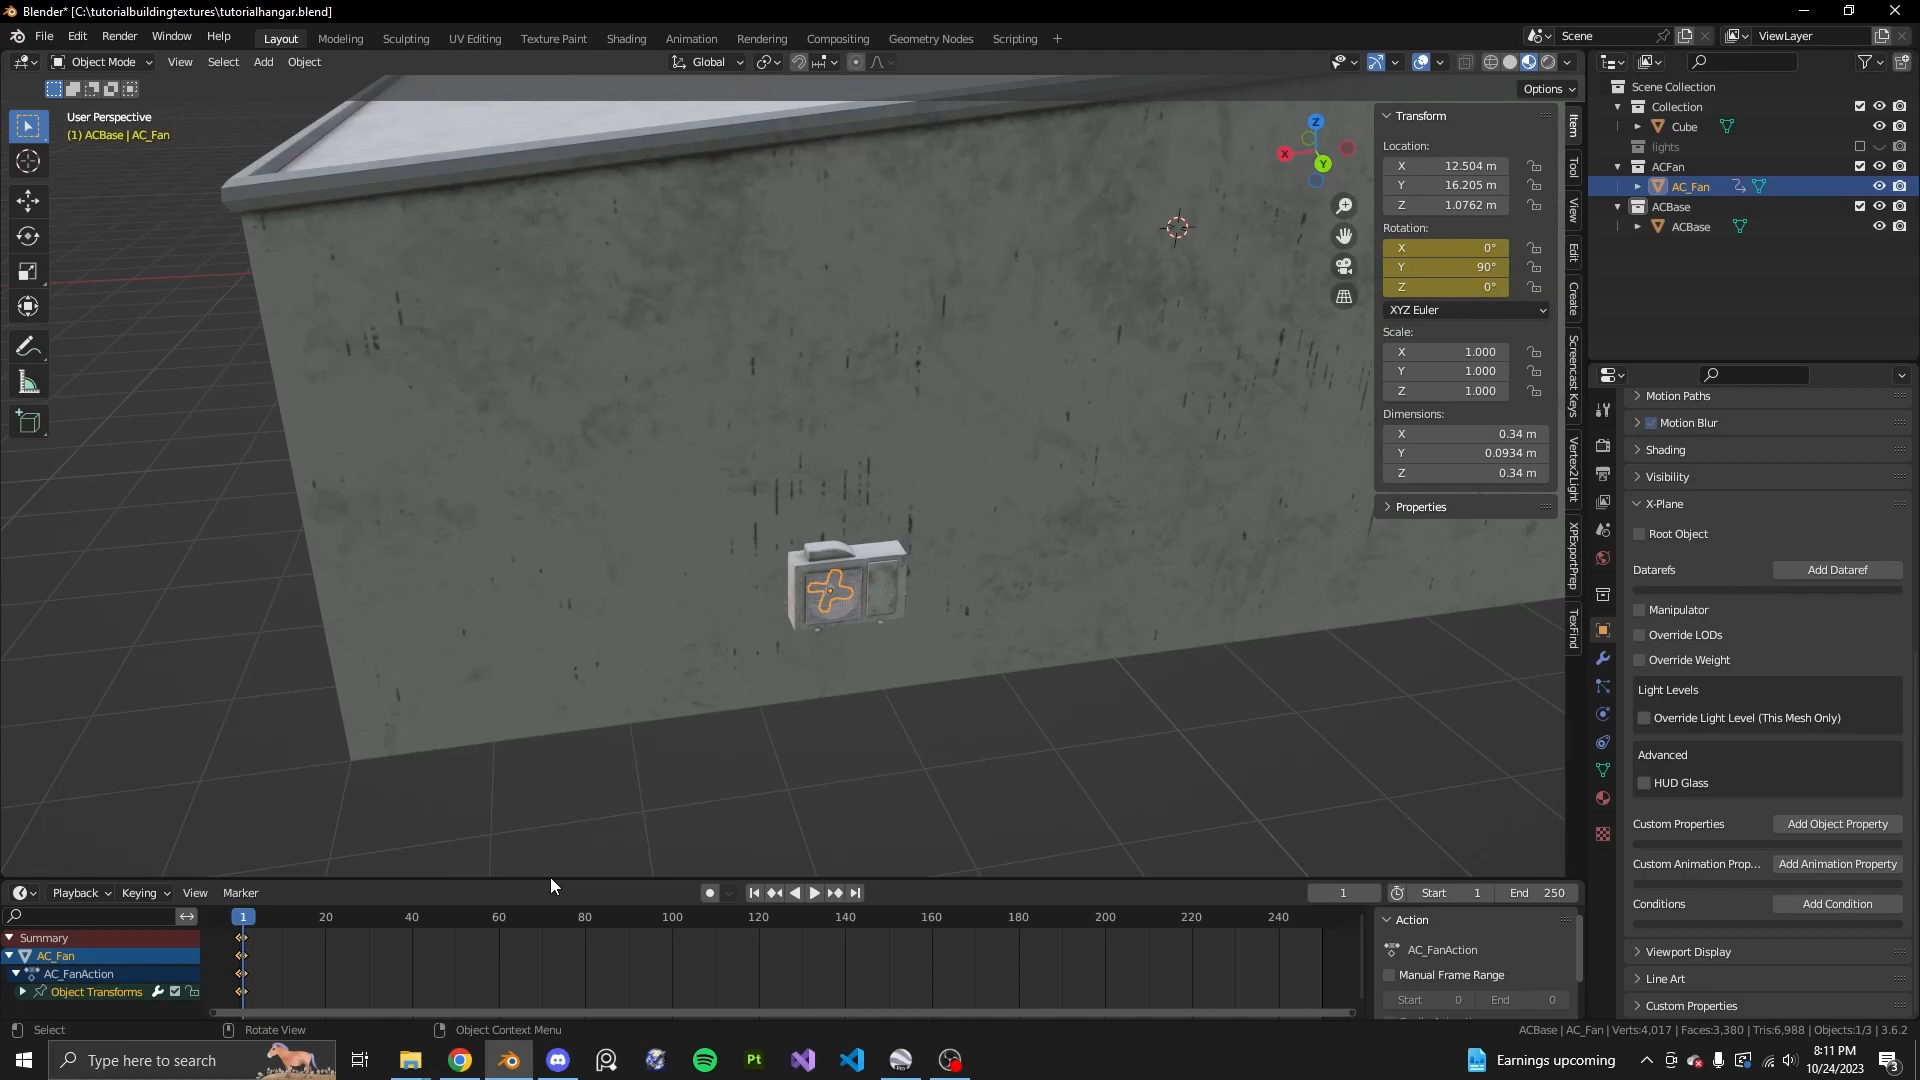 Blender* [C:\tutorialbuildingtextures\tutorialhangar.blend]
File Edit Render Window Help
Layout Modeling Sculpting UV Editing Texture Paint Shading Animation Rendering Compositing Geometry Nodes Scripting +
Scene ViewLayer
Object Mode View Select Add Object Global
Options
User Perspective
(1) ACBase | AC_Fan
Z
X
Y
Transform
Location:
X 12.504 m
Y 16.205 m
Z 1.0762 m
Rotation:
X 0°
Y 90°
Z 0°
XYZ Euler
Scale:
X 1.000
Y 1.000
Z 1.000
Dimensions:
X 0.34 m
Y 0.0934 m
Z 0.34 m
Properties
Item
Tool
View
Edit
Create
Screencast Keys
Vertex2Light
XPExportPrep
TexFind
Scene Collection
Collection
Cube
lights
ACFan
AC_Fan
ACBase
ACBase
Motion Paths
Motion Blur
Shading
Visibility
X-Plane
Root Object
Datarefs Add Dataref
Manipulator
Override LODs
Override Weight
Light Levels
Override Light Level (This Mesh Only)
Advanced
HUD Glass
Custom Properties Add Object Property
Custom Animation Prop... Add Animation Property
Conditions Add Condition
Viewport Display
Line Art
Custom Properties
Playback Keying View Marker
1 Start 1 End 250
1 20 40 60 80 100 120 140 160 180 200 220 240
Summary
AC_Fan
AC_FanAction
Object Transforms
Action
AC_FanAction
Manual Frame Range
Start 0 End 0
Select Rotate View Object Context Menu
ACBase | AC_Fan | Verts:4,017 | Faces:3,380 | Tris:6,988 | Objects:1/3 | 3.6.2
Type here to search
Pt
Earnings upcoming
8:11 PM
10/24/2023
3